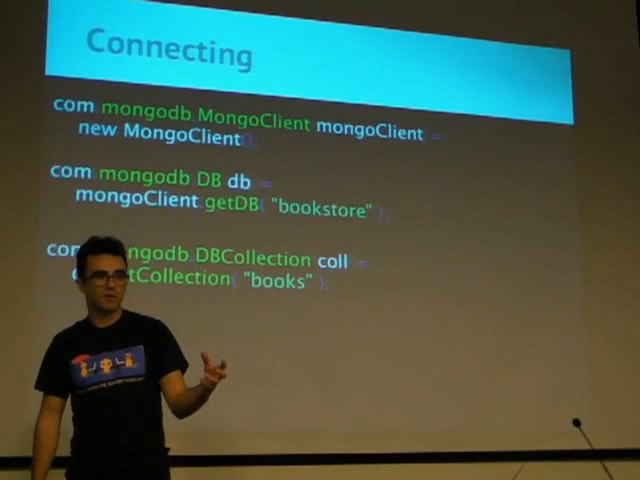 Connecting
com.mongodb.MongoClient mongoClient =
new MongoClient();
com.mongodb.DB db =
mongoClient.getDB( "bookstore" );
com ngodb.DBCollection coll =
tCollection( "books" );